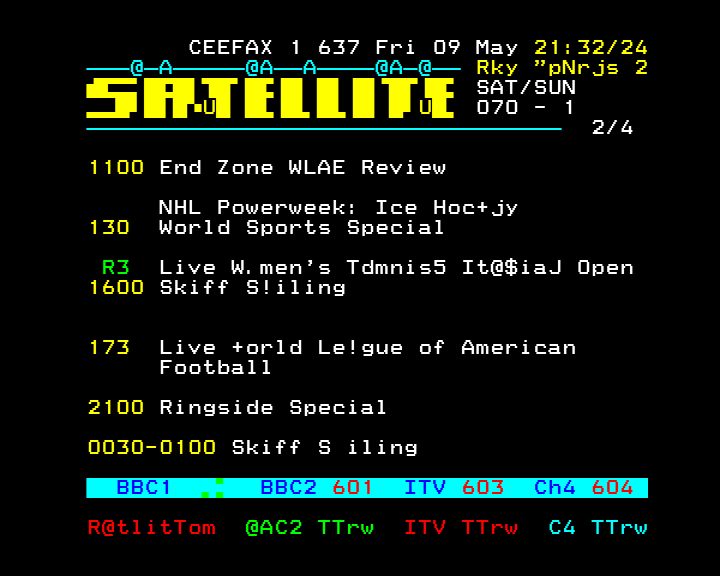 CEEFAX 1 637 Fri 09 May 21:32/24
@ A @A A @A @ Rky "pNrjs 2
SATELLITE SAT/SUN
U U 070 - 1
2/4
1100 End Zone WLAE Review
NHL Powerweek: Ice Hoc+jy
130 World Sports Special
R3 Live W.men's Tdmnis5 It@$iaJ Open
1600 Skiff S!iling
173 Live +orld Le!gue of American
Football
2100 Ringside Special
0030-0100 Skiff S iling
BBC1 BBC2 601 ITV 603 Ch4 604
R@tlitTom @AC2 TTrw ITV TTrw C4 TTrw